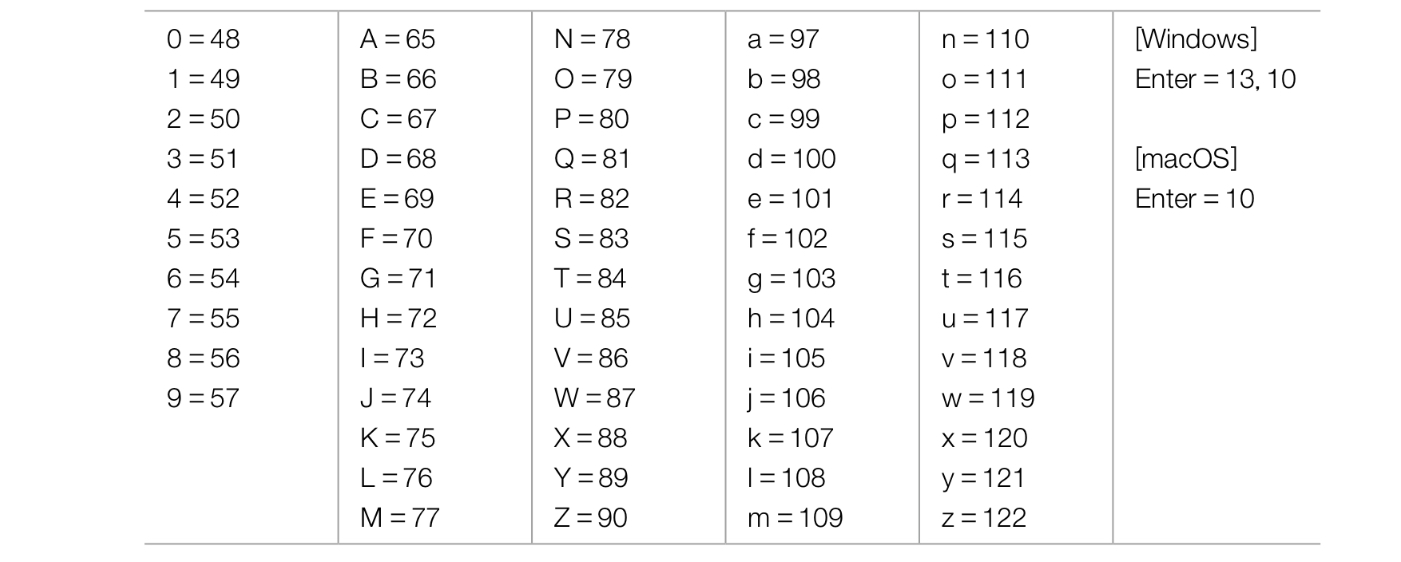 0 = 48
1 = 49
2 = 50
3 = 51
4 = 52
5 = 53
6 = 54
7 = 55
8 = 56
9 = 57
A = 65
B = 66
C = 67
D = 68
E = 69
F = 70
G = 71
H = 72
I = 73
J = 74
K = 75
L = 76
M = 77
N = 78
O = 79
P = 80
Q = 81
R = 82
S = 83
T = 84
U = 85
V = 86
W = 87
X = 88
Y = 89
Z = 90
a = 97
b = 98
c = 99
d = 100
e = 101
f = 102
g = 103
h = 104
i = 105
j = 106
k = 107
l = 108
m = 109
n = 110
o = 111
p = 112
q = 113
r = 114
s = 115
t = 116
u = 117
v = 118
w = 119
x = 120
y = 121
z = 122
[Windows]
Enter = 13, 10
[macOS]
Enter = 10